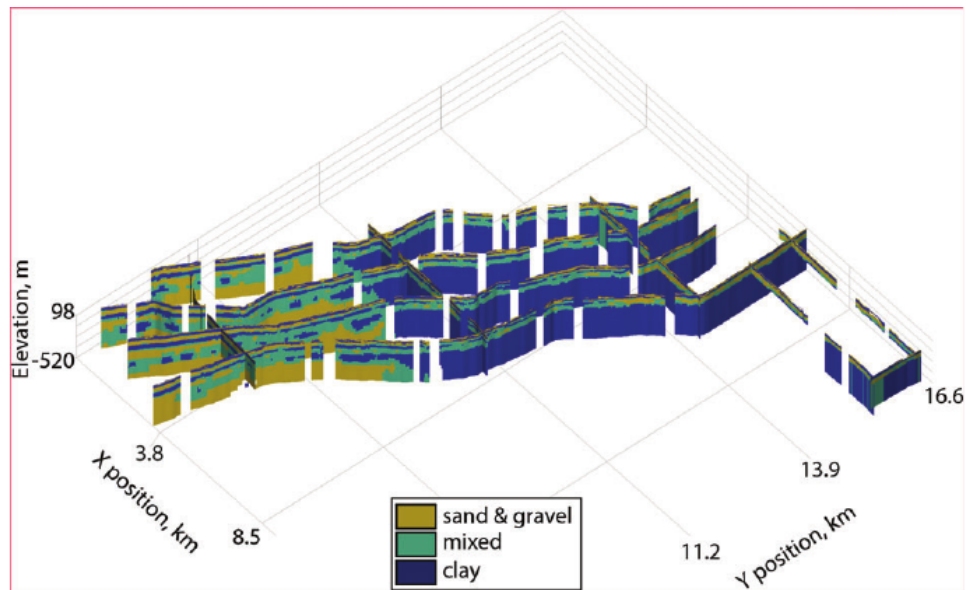 Elevation, m
98
-520
3.8
X position, km
8.5
sand & gravel
mixed
clay
11.2
Y position, km
13.9
16.6